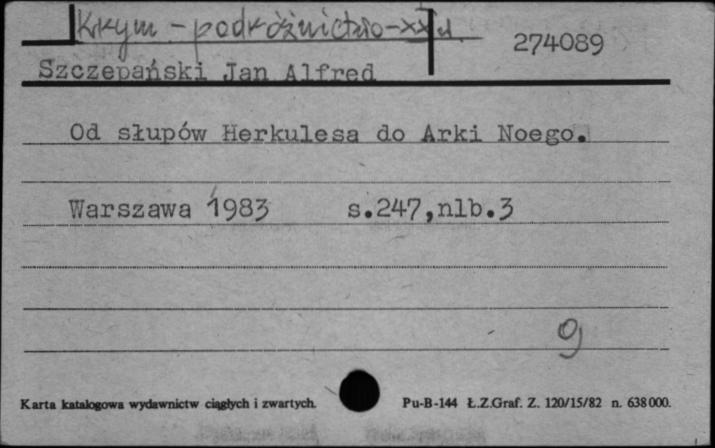 Krym - podróżnictwo - XX w.
274089
Szczepański Jan Alfred
Od słupów Herkulesa do Arki Noego.
Warszawa 1983 s.247,nlb.3
g
Karta katalogowa wydawnictw ciągłych i zwartych. Pu-B-144 Ł.Z.Graf. Z. 120/15/82 n. 638000.